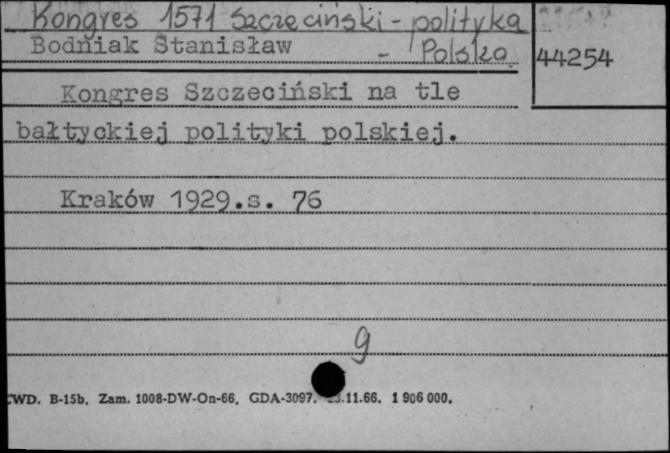 Kongres 1571 Szczeciński - polityka
Bodniak Stanisław - Polska
44254
Kongres Szczeciński na tle
bałtyckiej polityki polskiej.
Kraków 1929.s. 76
9
CWD. B-15b. Zam. 1008-DW-On-66. GDA-3097. .11.66. 1 906 000.